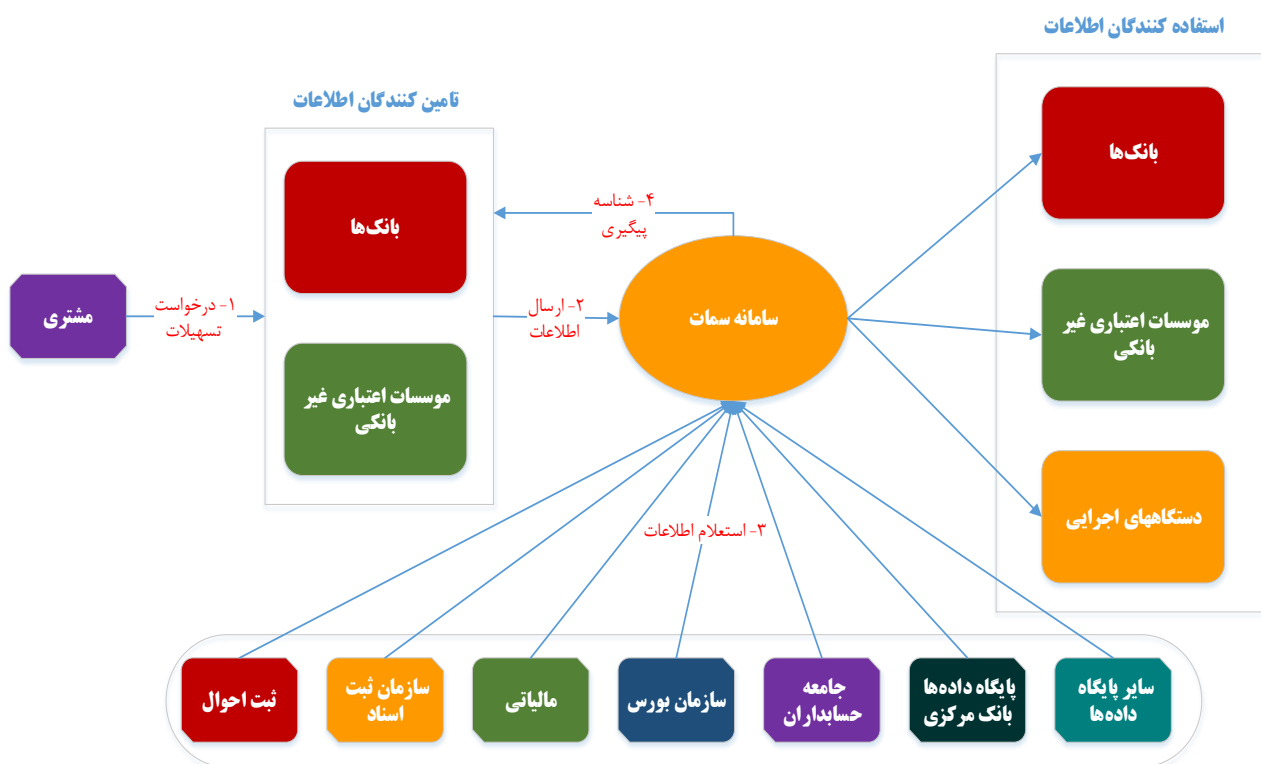 استفاده کنندگان اطلاعات
تامین کنندگان اطلاعات
بانک‌ها
بانک‌ها
۴- شناسه
پیگیری
مشتری
۱- درخواست
تسهیلات
۲- ارسال
اطلاعات
سامانه سمات
موسسات اعتباری غیر
بانکی
موسسات اعتباری غیر
بانکی
دستگاههای اجرایی
۳- استعلام اطلاعات
سایر پایگاه
داده‌ها
پایگاه داده‌ها
بانک مرکزی
جامعه
حسابداران
سازمان بورس
مالیاتی
سازمان ثبت
اسناد
ثبت احوال